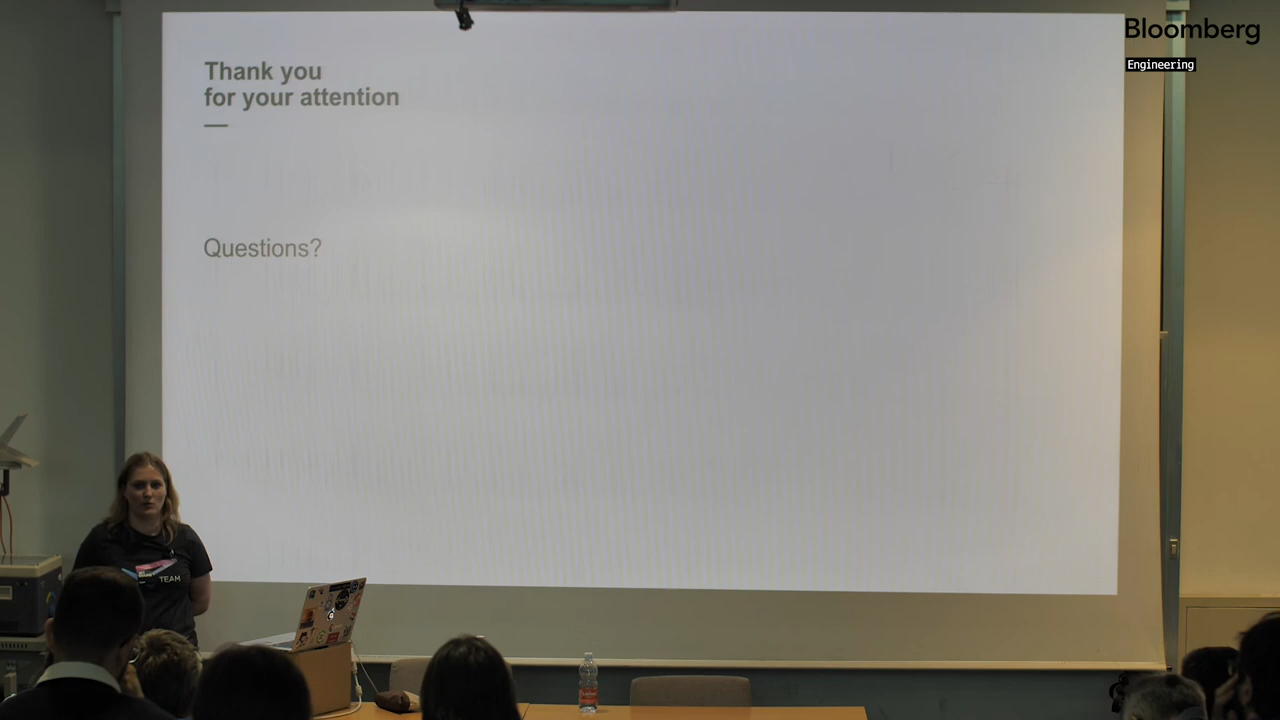 Thank you
for your attention
Questions?
Bloomberg
Engineering
TEAM